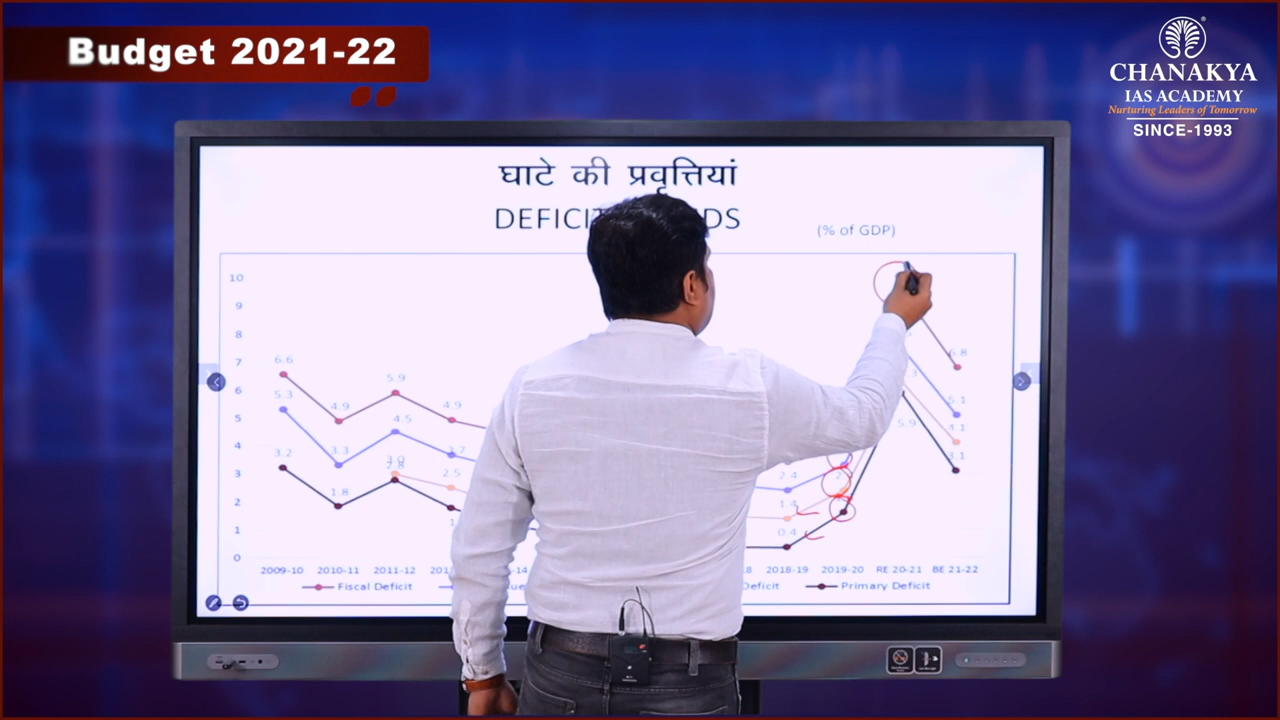 Budget 2021-22
CHANAKYA
IAS ACADEMY
Nurturing Leaders of Tomorrow
SINCE-1993
घाटे की प्रवृत्तियां
DEFICI DS
(% of GDP)
10
9
8
7
6
5
4
3
2
1
0
6.6 4.9 5.9 4.9 6.8
5.3 3.3 4.5 3.7 2.4 5.1
3.0 2.5 1.4 4.1
3.2 1.8 2.8 0.4 5.9 3.1
2009-10 2010-11 2011-12 2018-19 2019-20 RE 20-21 BE 21-22
Fiscal Deficit Deficit Primary Deficit